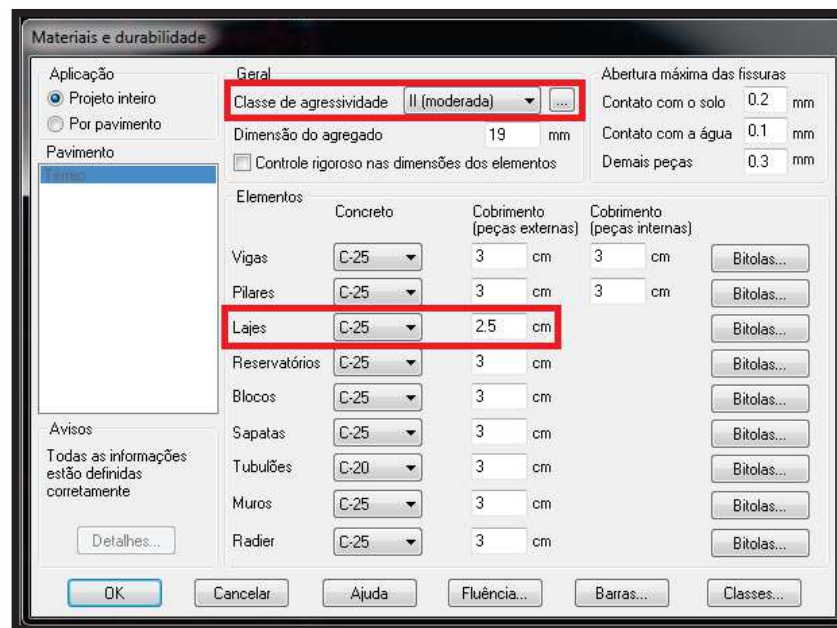 Materiais e durabilidade
Aplicação
Projeto inteiro
Por pavimento
Pavimento
Térreo
Avisos
Todas as informações
estão definidas
corretamente
Detalhes...
Geral
Classe de agressividade II (moderada) ...
Dimensão do agregado 19 mm
Controle rigoroso nas dimensões dos elementos
Abertura máxima das fissuras
Contato com o solo 0.2 mm
Contato com a água 0.1 mm
Demais peças 0.3 mm
Elementos
Concreto Cobrimento (peças externas) Cobrimento (peças internas)
Vigas C-25 3 cm 3 cm Bitolas...
Pilares C-25 3 cm 3 cm Bitolas...
Lajes C-25 2.5 cm Bitolas...
Reservatórios C-25 3 cm Bitolas...
Blocos C-25 3 cm Bitolas...
Sapatas C-25 3 cm Bitolas...
Tubulões C-20 3 cm Bitolas...
Muros C-25 3 cm Bitolas...
Radier C-25 3 cm Bitolas...
OK Cancelar Ajuda Fluência... Barras... Classes...